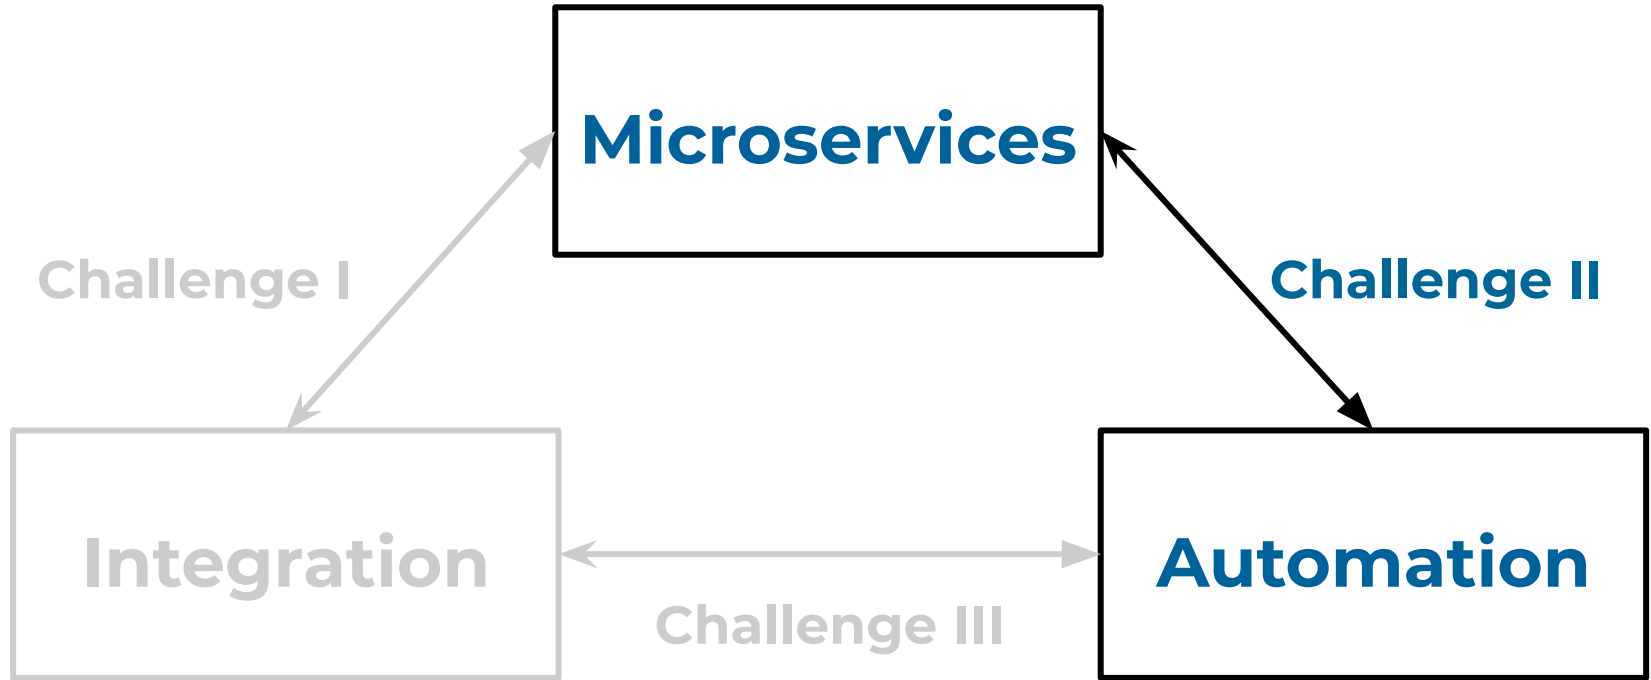 Microservices
Challenge I
Challenge II
Integration
Automation
Challenge III